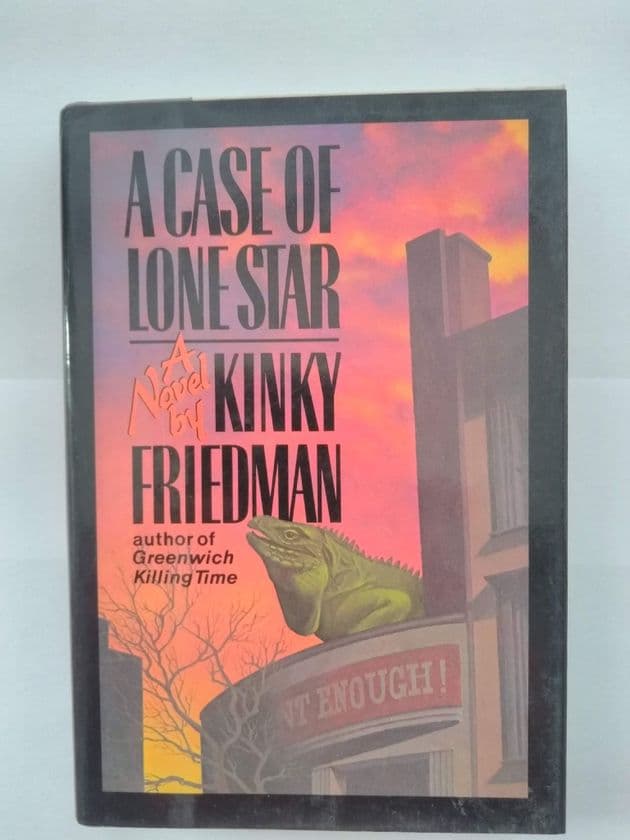 A CASE OF
LONE STAR
A
Novel
by
KINKY
FRIEDMAN
author of
Greenwich
Killing Time
NT ENOUGH!